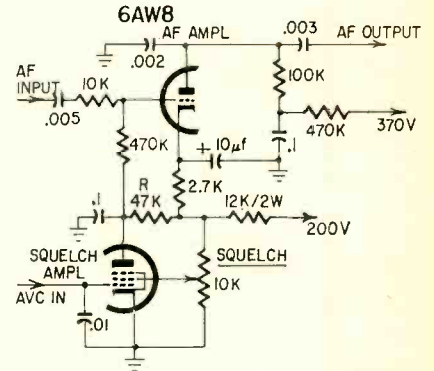 6AW8
AF AMPL
.003
AF OUTPUT
.002
AF
INPUT
10K
.005
100K
470K
370V
470K
+ 10μf
.1
2.7K
R
47K
12K/2W
.1
200V
SQUELCH
AMPL
SQUELCH
10K
AVC IN
.01